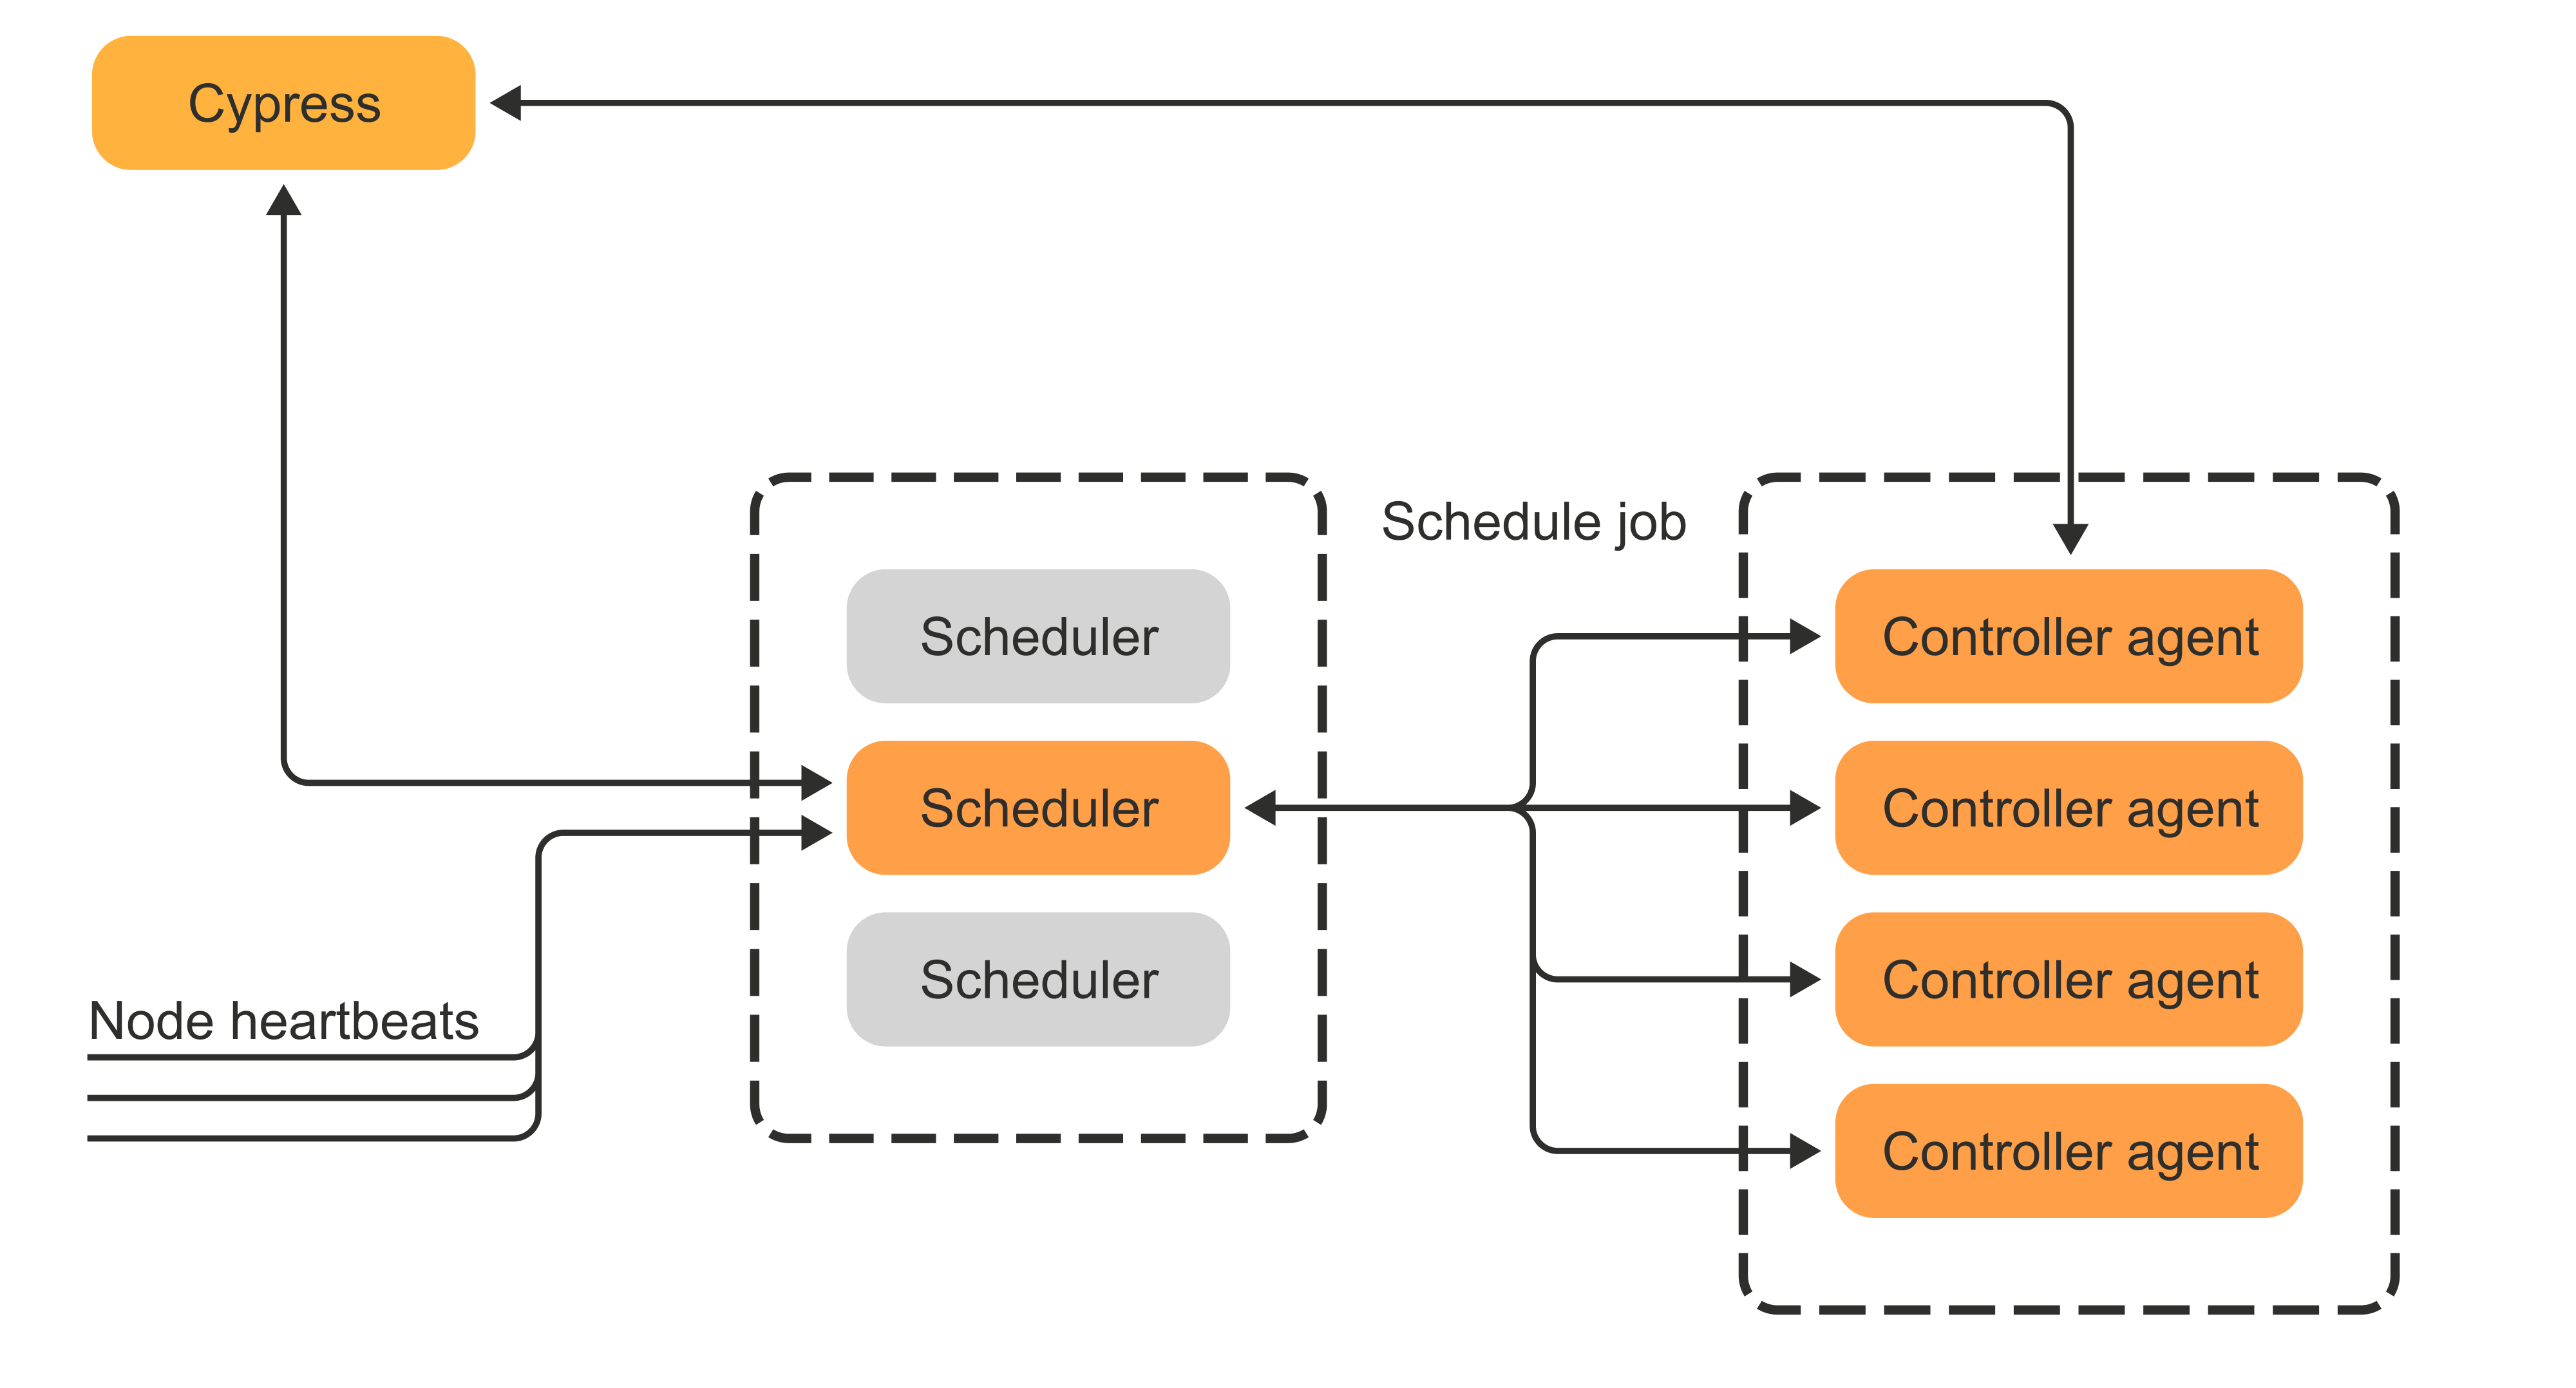 Cypress
Schedule job
Scheduler
Scheduler
Scheduler
Controller agent
Controller agent
Controller agent
Controller agent
Node heartbeats